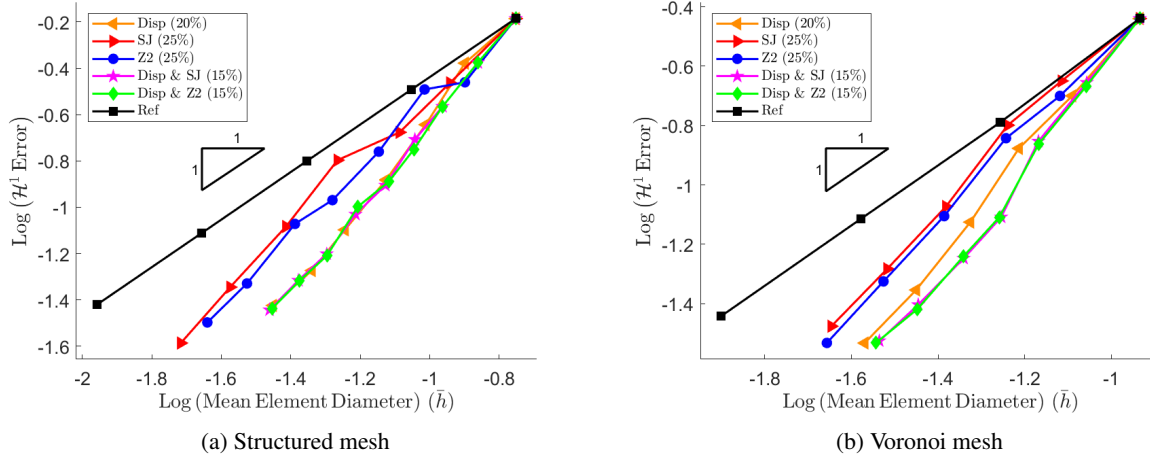 -0.2
-0.4
-0.6
-0.8
-1
-1.2
-1.4
-1.6
Log (ℋ¹ Error)
Disp (20%)
SJ (25%)
Z2 (25%)
Disp & SJ (15%)
Disp & Z2 (15%)
Ref
1
1
-2
-1.8
-1.6
-1.4
-1.2
-1
-0.8
Log (Mean Element Diameter) (h̄)
(a) Structured mesh
-0.4
-0.6
-0.8
-1
-1.2
-1.4
Log (ℋ¹ Error)
Disp (20%)
SJ (25%)
Z2 (25%)
Disp & SJ (15%)
Disp & Z2 (15%)
Ref
1
1
-1.8
-1.6
-1.4
-1.2
-1
Log (Mean Element Diameter) (h̄)
(b) Voronoi mesh